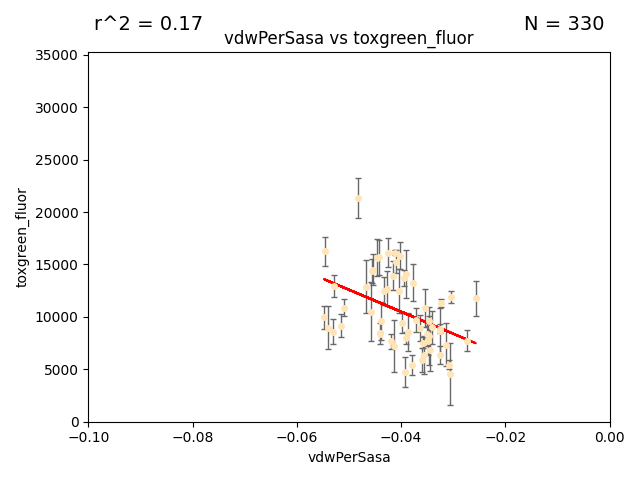 r^2 = 0.17
N = 330
vdwPerSasa vs toxgreen_fluor
35000
30000
25000
20000
15000
10000
5000
0
toxgreen_fluor
−0.10
−0.08
−0.06
−0.04
−0.02
0.00
vdwPerSasa